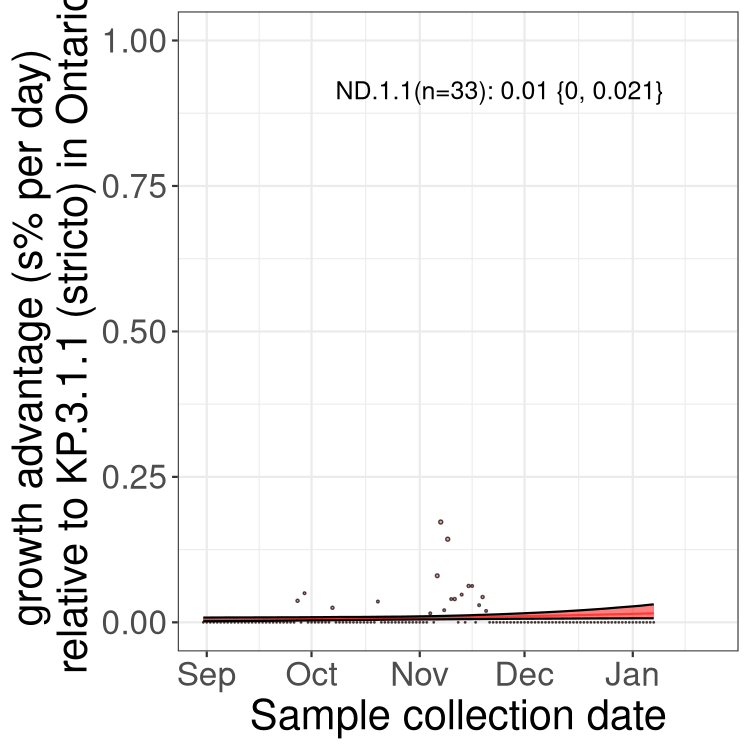 growth advantage (s% per day)
relative to KP.3.1.1 (stricto) in Ontario
1.00
0.75
0.50
0.25
0.00
ND.1.1(n=33): 0.01 {0, 0.021}
Sep Oct Nov Dec Jan
Sample collection date